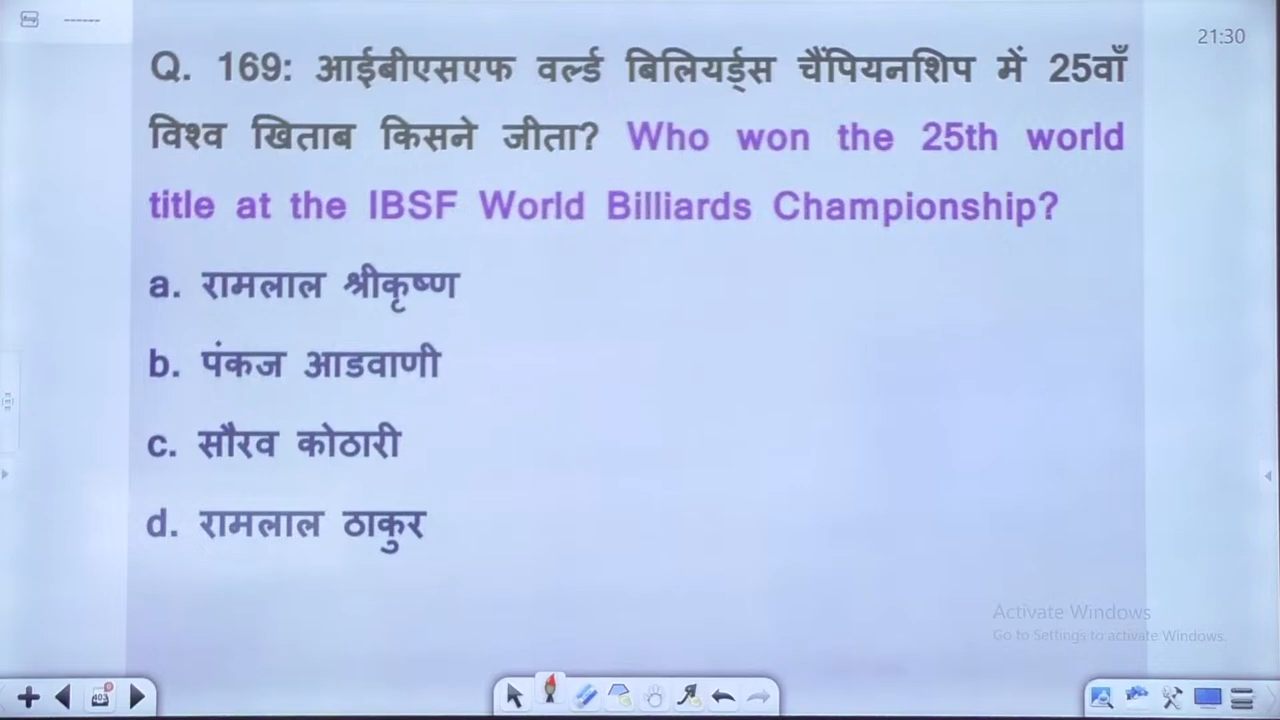 21:30
Q. 169: आईबीएसएफ वर्ल्ड बिलियर्ड्स चैंपियनशिप में 25वाँ
विश्व खिताब किसने जीता? Who won the 25th world
title at the IBSF World Billiards Championship?
a. रामलाल श्रीकृष्ण
b. पंकज आडवाणी
c. सौरव कोठारी
d. रामलाल ठाकुर
Activate Windows
Go to Settings to activate Windows.
403